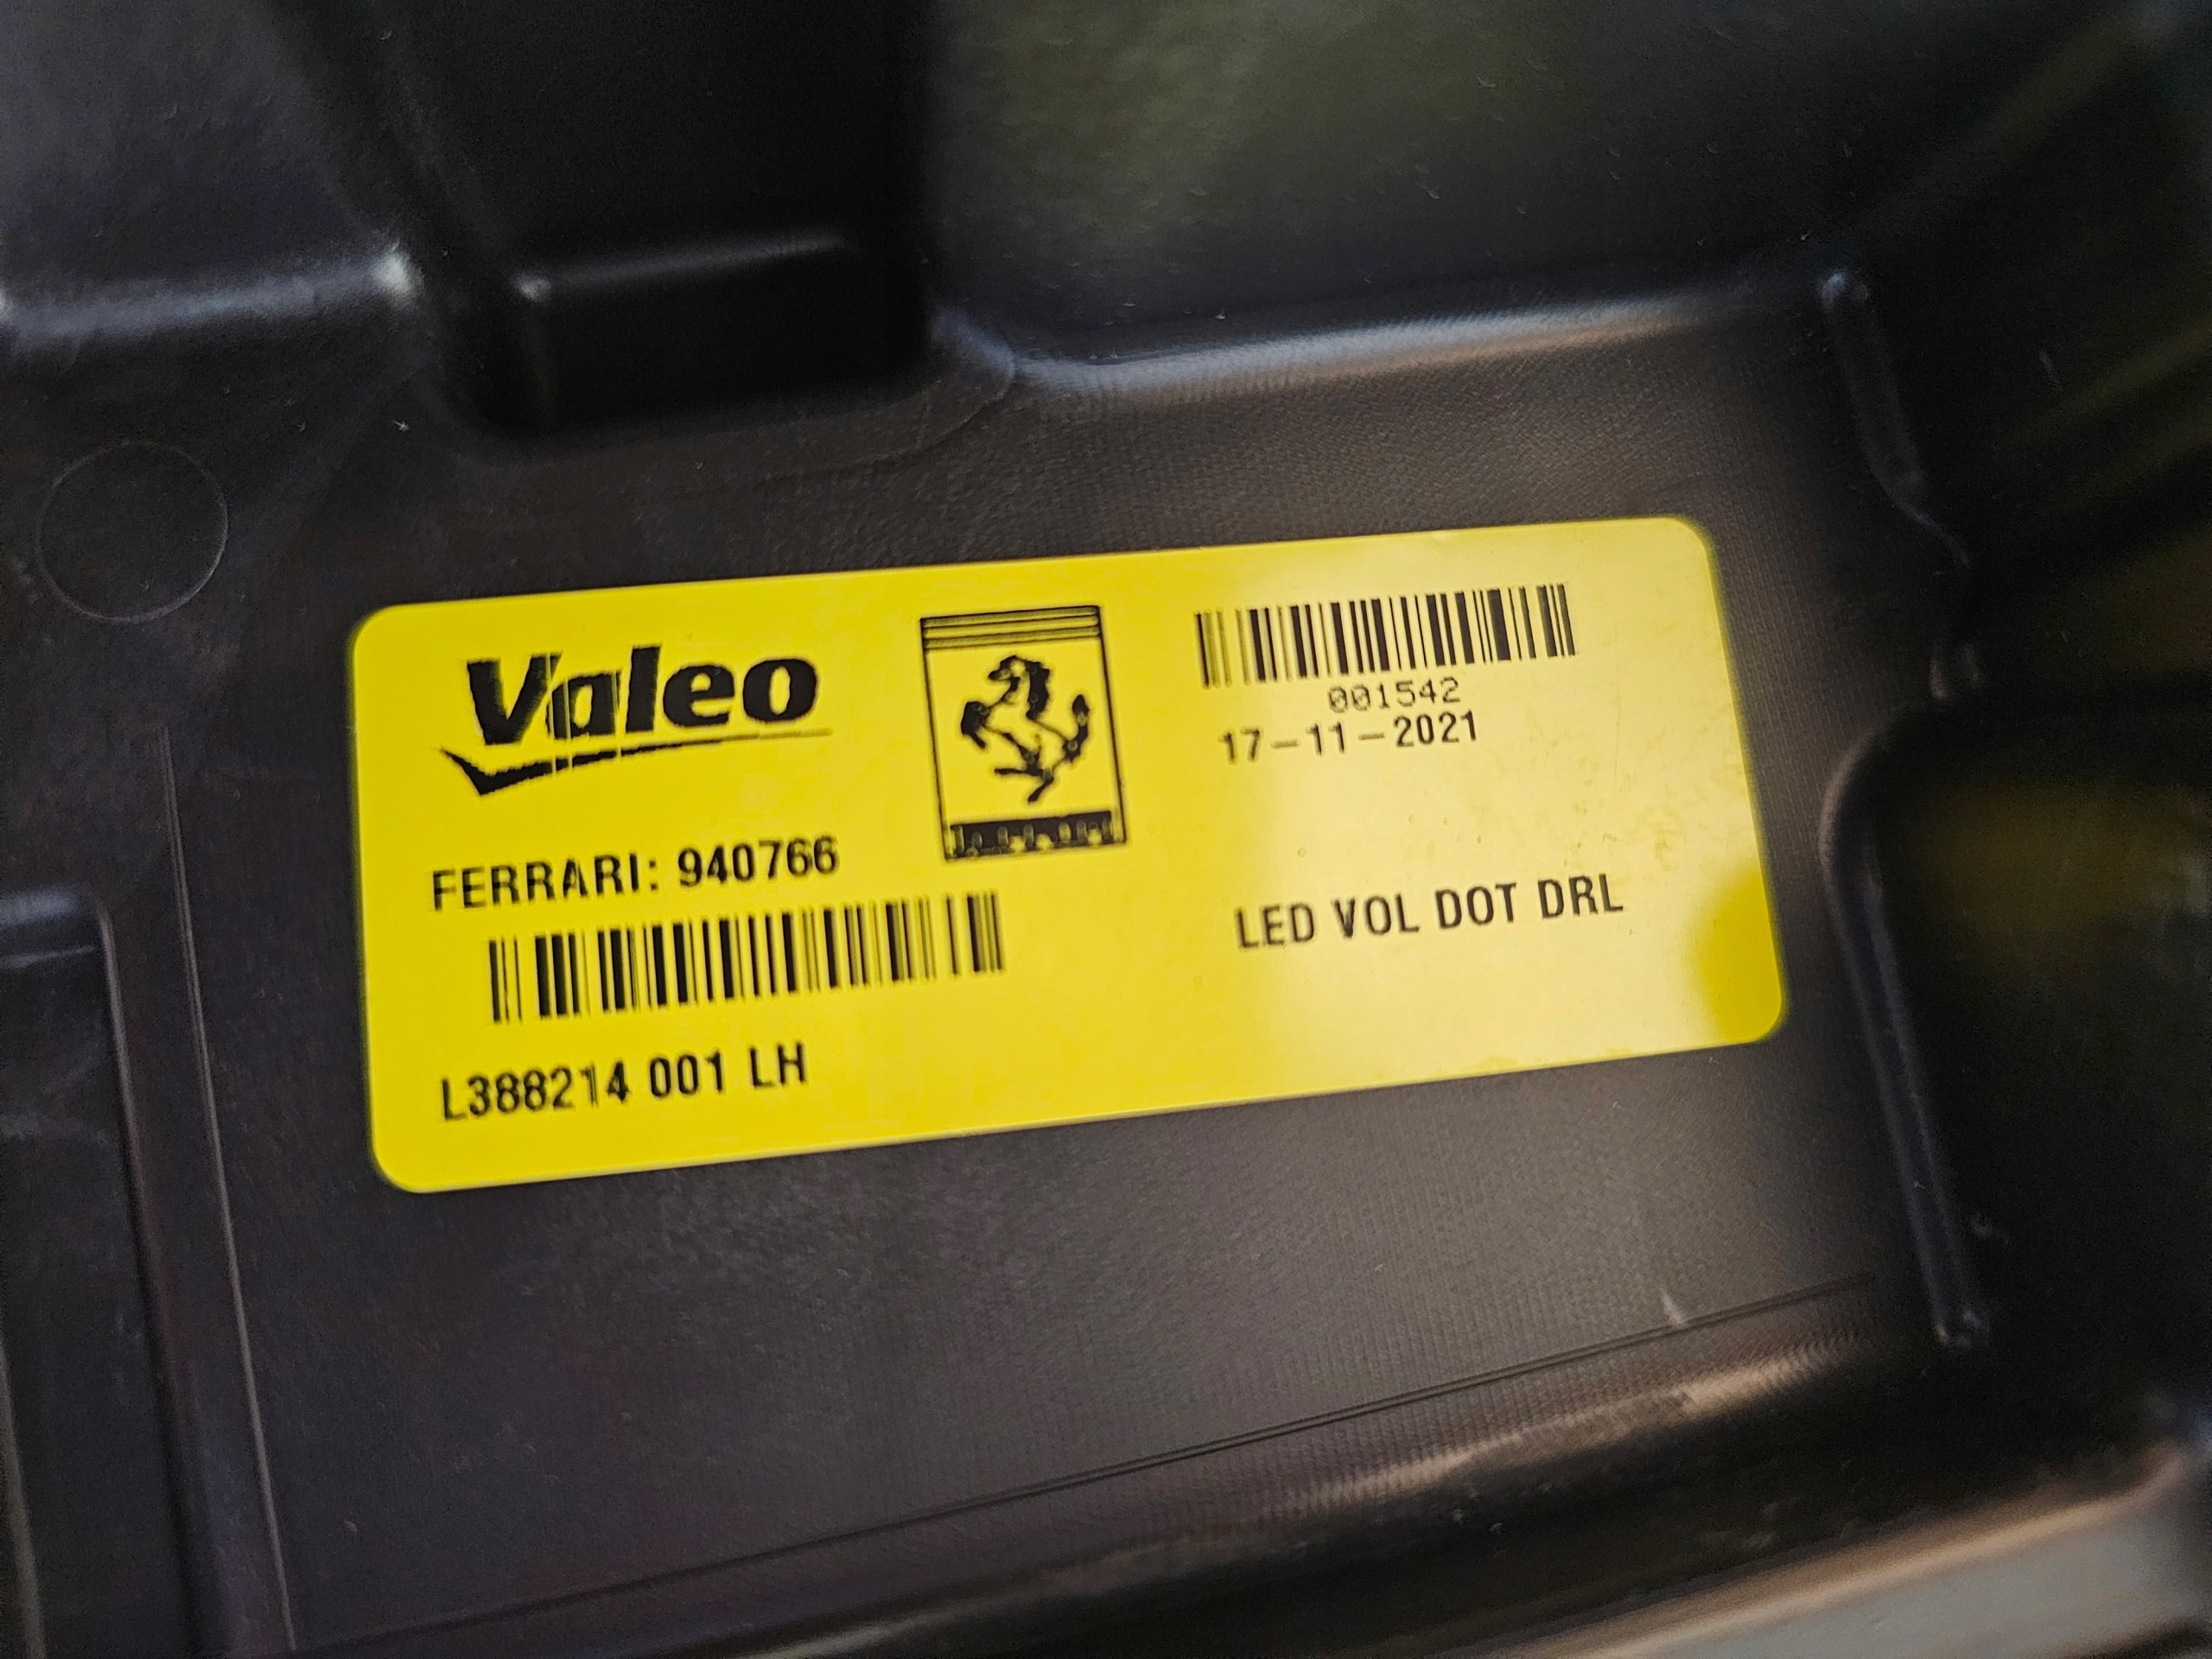 Valeo
FERRARI: 940766
L388214 001 LH
001542
17-11-2021
LED VOL DOT DRL